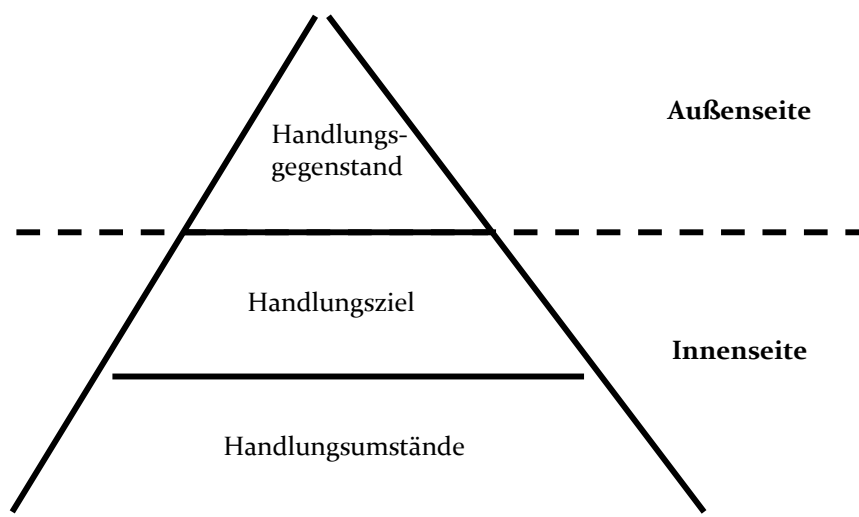 Außenseite
Handlungs-
gegenstand
Handlungsziel
Innenseite
Handlungsumstände